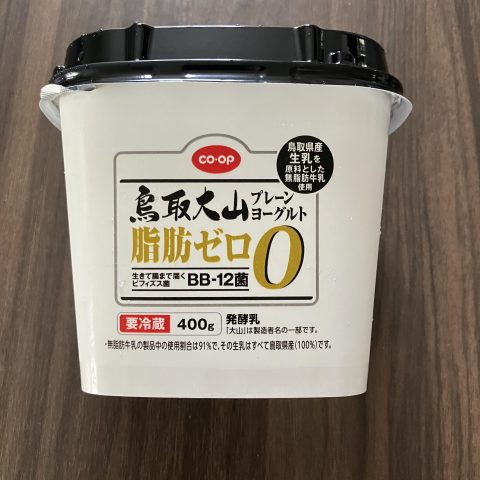 CO・OP
鳥取県産
生乳を
原料とした
無脂肪牛乳
使用
鳥取大山プレーン
ヨーグルト
脂肪ゼロ0
生きて腸まで届く
ビフィズス菌 BB-12菌
要冷蔵 400g 発酵乳
「大山」は製造者名の一部です。
・無脂肪牛乳の製品中の使用割合は91%で、その生乳はすべて鳥取県産(100%)です。